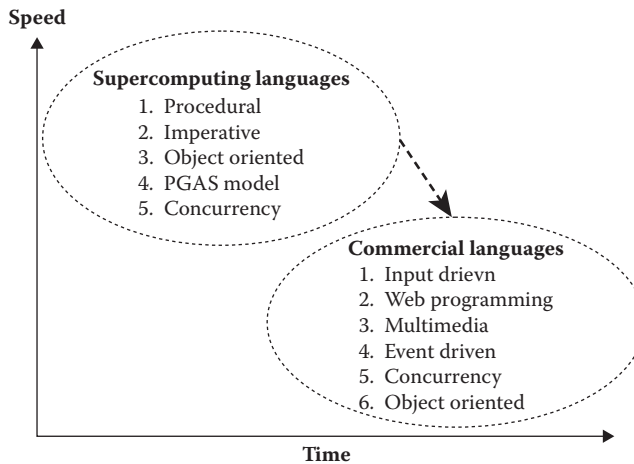 Speed
Supercomputing languages
1. Procedural
2. Imperative
3. Object oriented
4. PGAS model
5. Concurrency
Commercial languages
1. Input drievn
2. Web programming
3. Multimedia
4. Event driven
5. Concurrency
6. Object oriented
Time